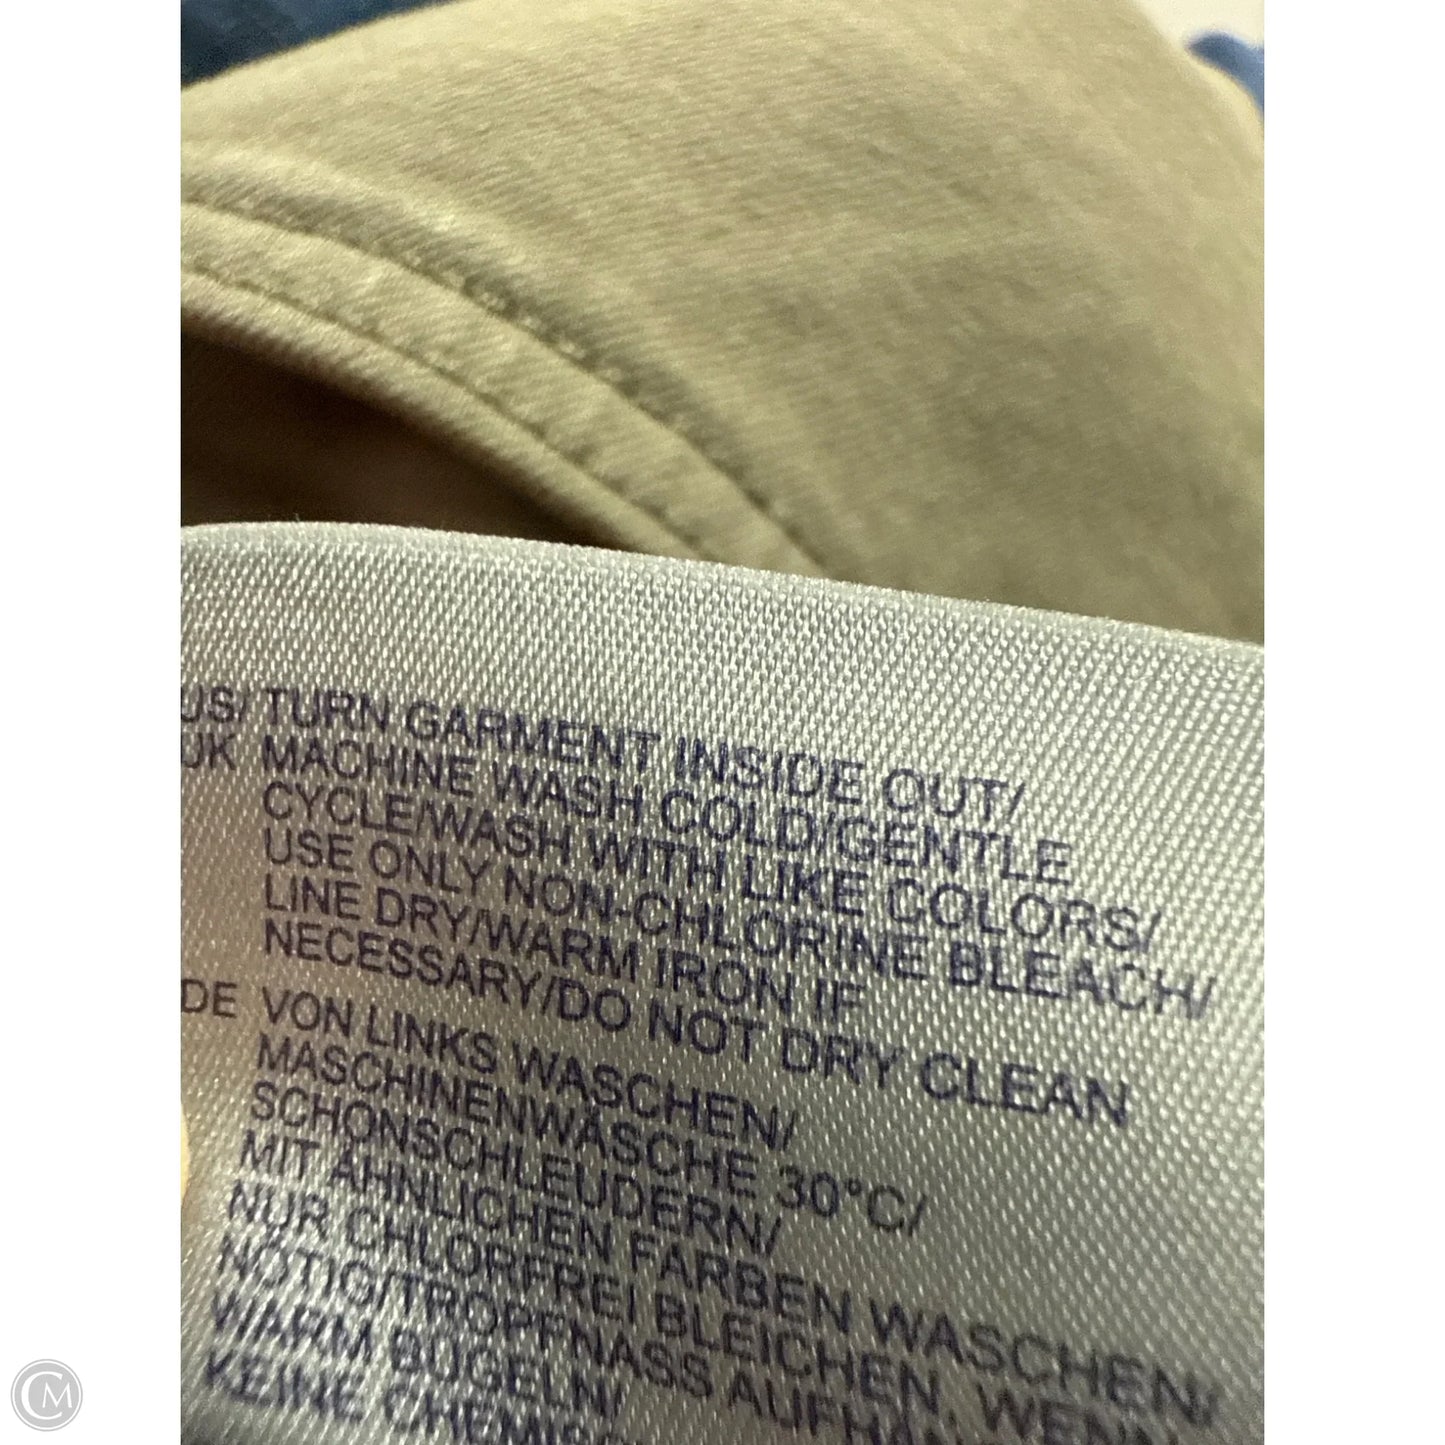 US/ TURN GARMENT INSIDE OUT/
UK MACHINE WASH COLD/GENTLE
CYCLE/WASH WITH LIKE COLORS/
USE ONLY NON-CHLORINE BLEACH/
LINE DRY/WARM IRON IF
NECESSARY/DO NOT DRY CLEAN
DE VON LINKS WASCHEN/
MASCHINENWÄSCHE 30°C/
SCHONSCHLEUDERN/
MIT ÄHNLICHEN FARBEN WASCHEN/
NUR CHLORFREI BLEICHEN, WENN
NÖTIG/TROPFNASS
WARM BÜGELN/
KEINE
CM